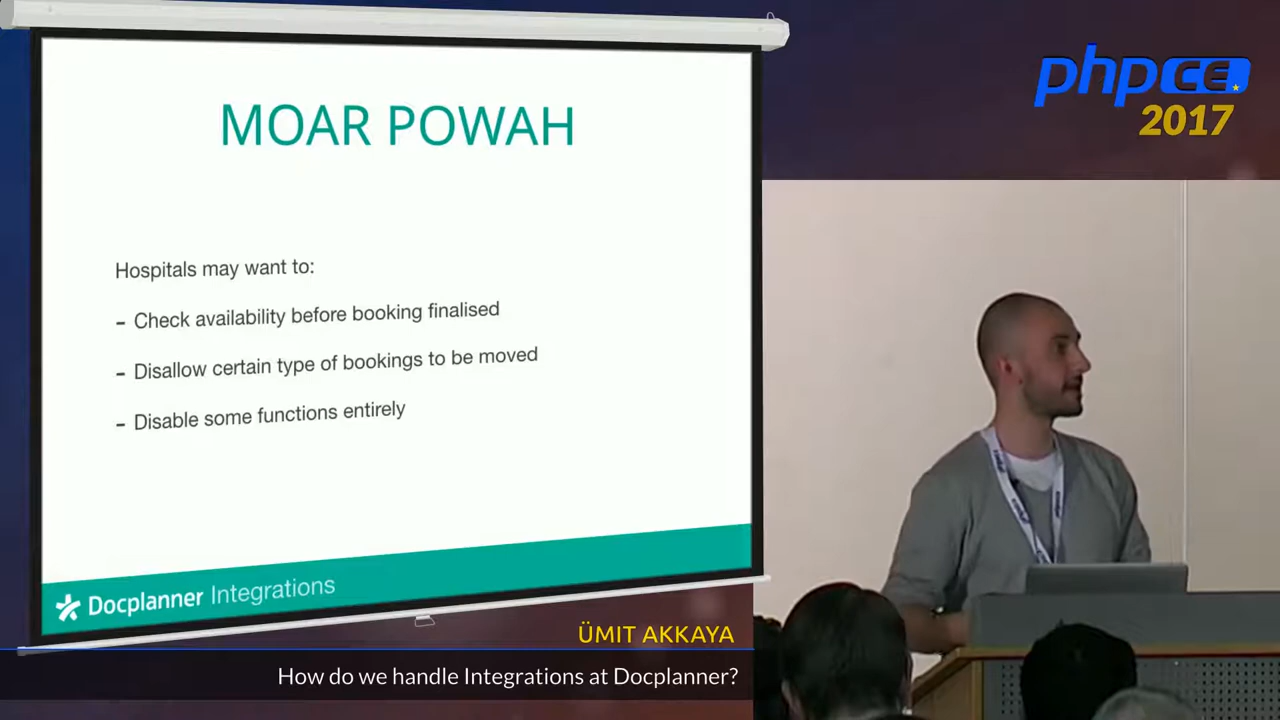 MOAR POWAH
Hospitals may want to:
– Check availability before booking finalised
– Disallow certain type of bookings to be moved
– Disable some functions entirely
Docplanner Integrations
phpCE
2017
ÜMIT AKKAYA
How do we handle Integrations at Docplanner?